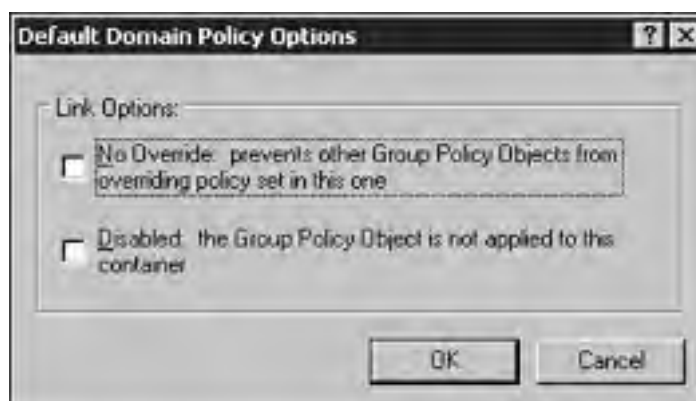 Default Domain Policy Options
Link Options:
No Override: prevents other Group Policy Objects from
overriding policy set in this one
Disabled: the Group Policy Object is not applied to this
container
OK
Cancel